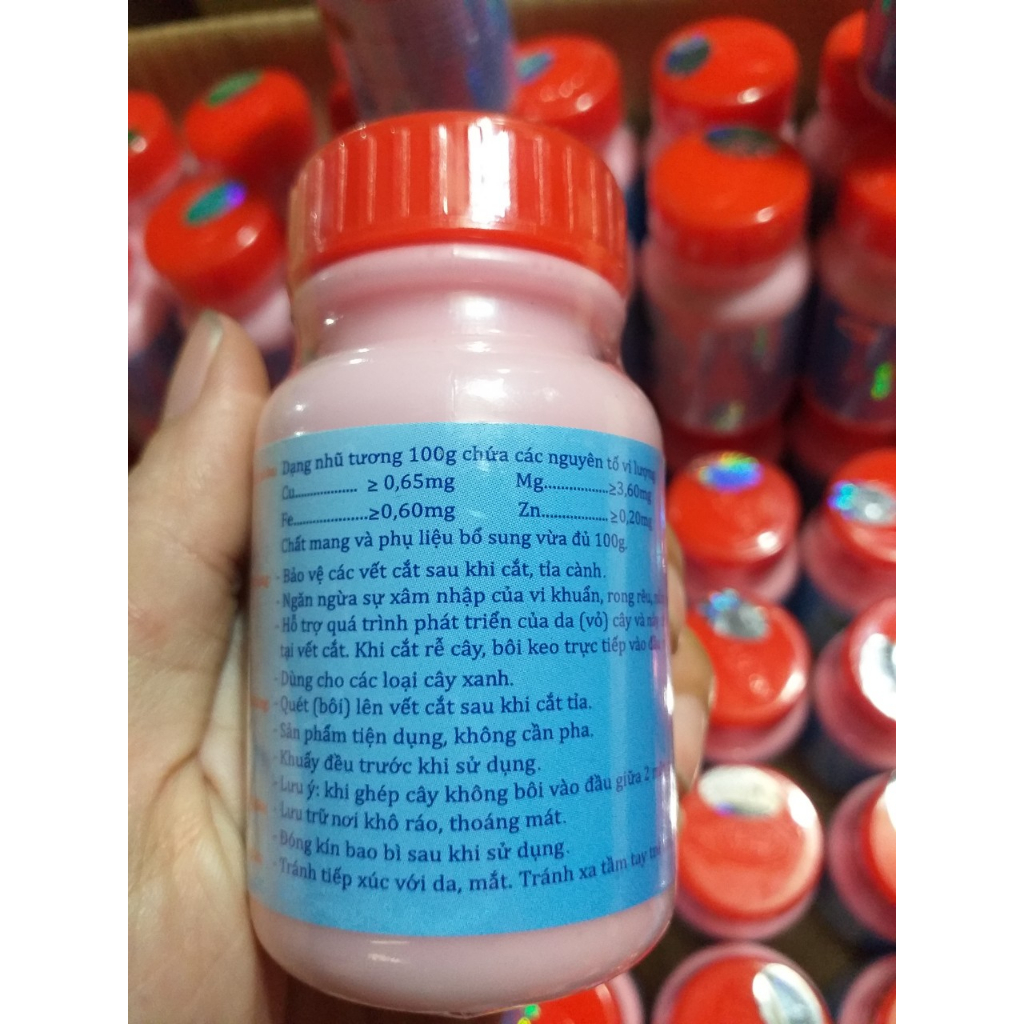 Dạng nhũ tương 100g chứa các nguyên tố vi lượng
Cu.................. ≥ 0,65mg Mg..................≥3,60mg
Fe.....................≥0,60mg Zn...................≥0,20mg
Chất mang và phụ liệu bổ sung vừa đủ 100g.
- Bảo vệ các vết cắt sau khi cắt, tỉa cành.
- Ngăn ngừa sự xâm nhập của vi khuẩn, rong rêu,
- Hỗ trợ quá trình phát triển của da (vỏ) cây và
tại vết cắt. Khi cắt rễ cây, bôi keo trực tiếp vào
- Dùng cho các loại cây xanh.
- Quét (bôi) lên vết cắt sau khi cắt tỉa.
- Sản phẩm tiện dụng, không cần pha.
- Khuấy đều trước khi sử dụng.
- Lưu ý: khi ghép cây không bôi vào đầu giữa 2
- Lưu trữ nơi khô ráo, thoáng mát.
- Đóng kín bao bì sau khi sử dụng.
- Tránh tiếp xúc với da, mắt. Tránh xa tầm tay